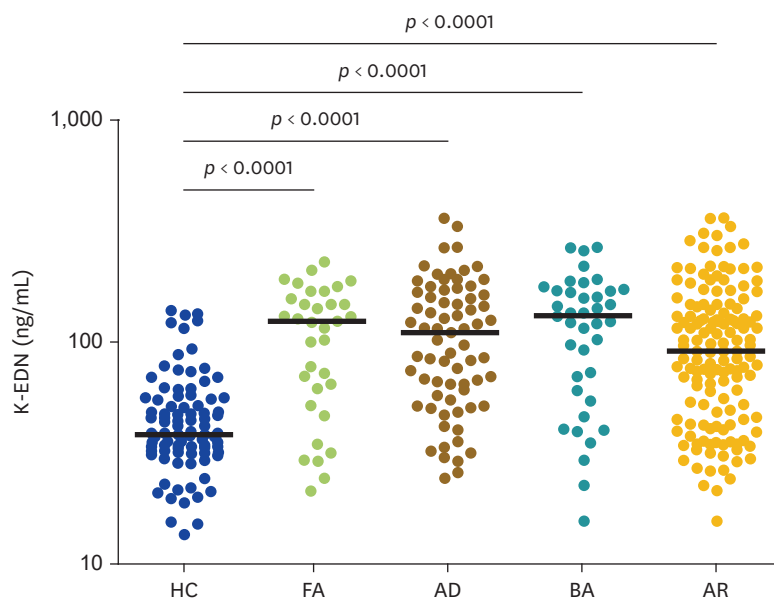 p < 0.0001
p < 0.0001
p < 0.0001
p < 0.0001
1,000
100
10
K-EDN (ng/mL)
HC FA AD BA AR